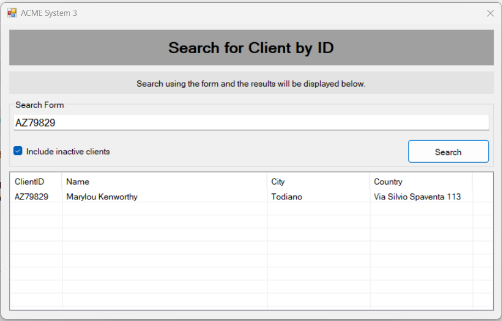 ACME System 3
Search for Client by ID
Search using the form and the results will be displayed below.
Search Form
AZ79829
Include inactive clients
Search
ClientID Name City Country
AZ79829 Marylou Kenworthy Todiano Via Silvio Spaventa 113